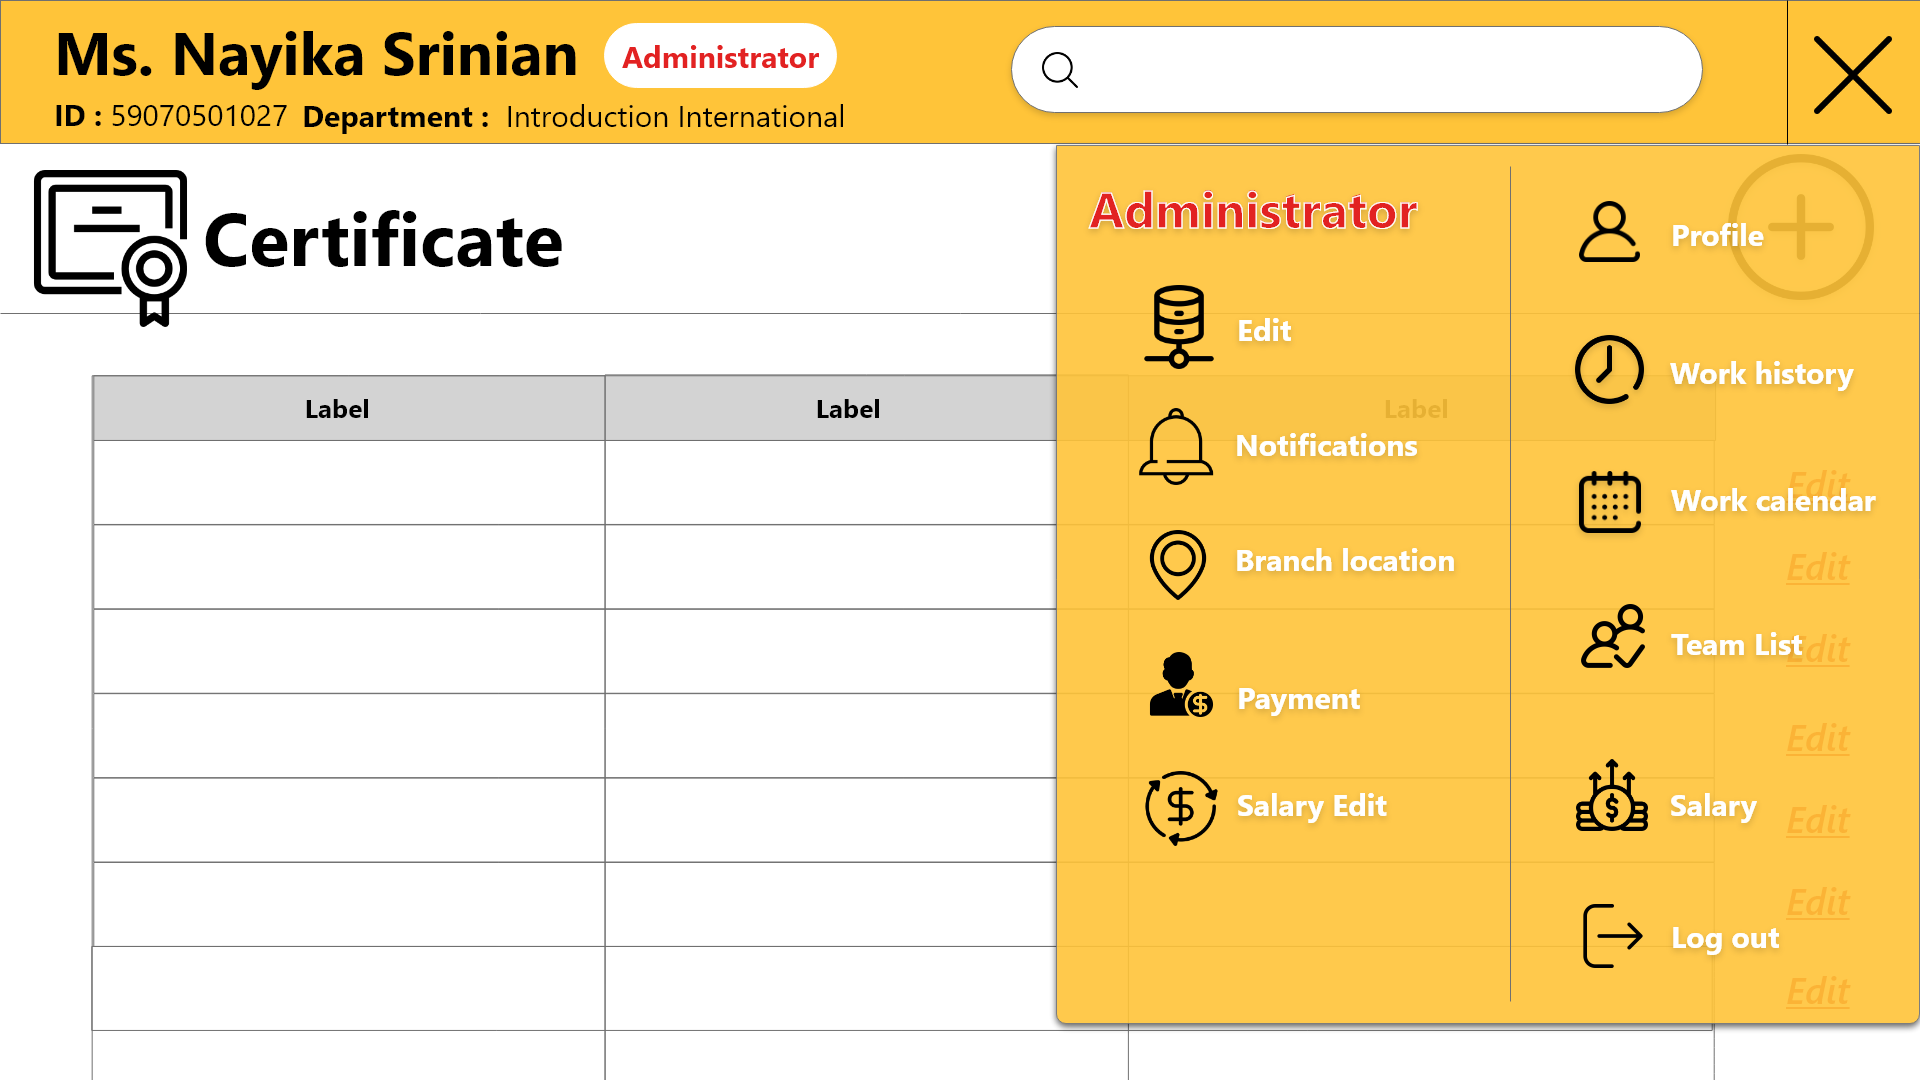 Ms. Nayika Srinian Administrator
ID : 59070501027 Department : Introduction International
Certificate
Label Label Label
Administrator
Edit
Notifications
Branch location
Payment
Salary Edit
Profile
Work history
Work calendar
Team List
Salary
Log out
Edit
Edit
Edit
Edit
Edit
Edit
Edit